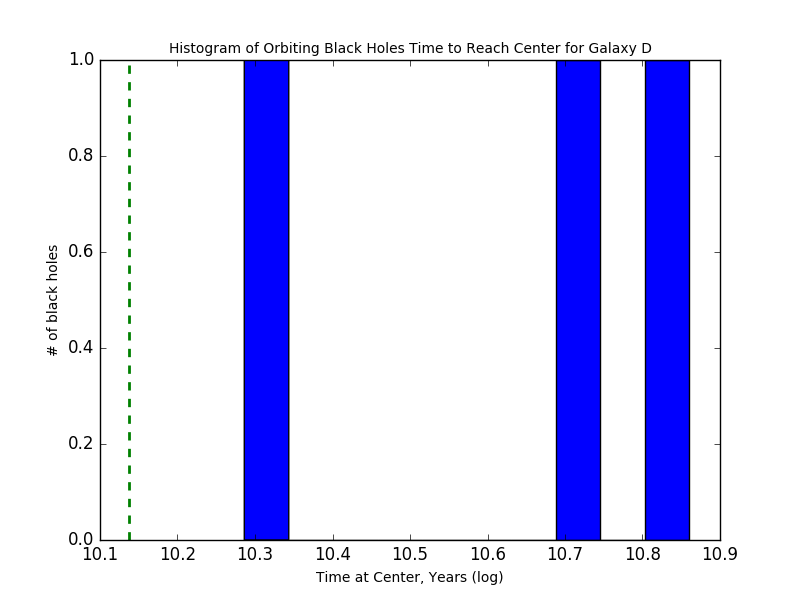 Histogram of Orbiting Black Holes Time to Reach Center for Galaxy D
1.0
0.8
0.6
0.4
0.2
0.0
# of black holes
10.1 10.2 10.3 10.4 10.5 10.6 10.7 10.8 10.9
Time at Center, Years (log)